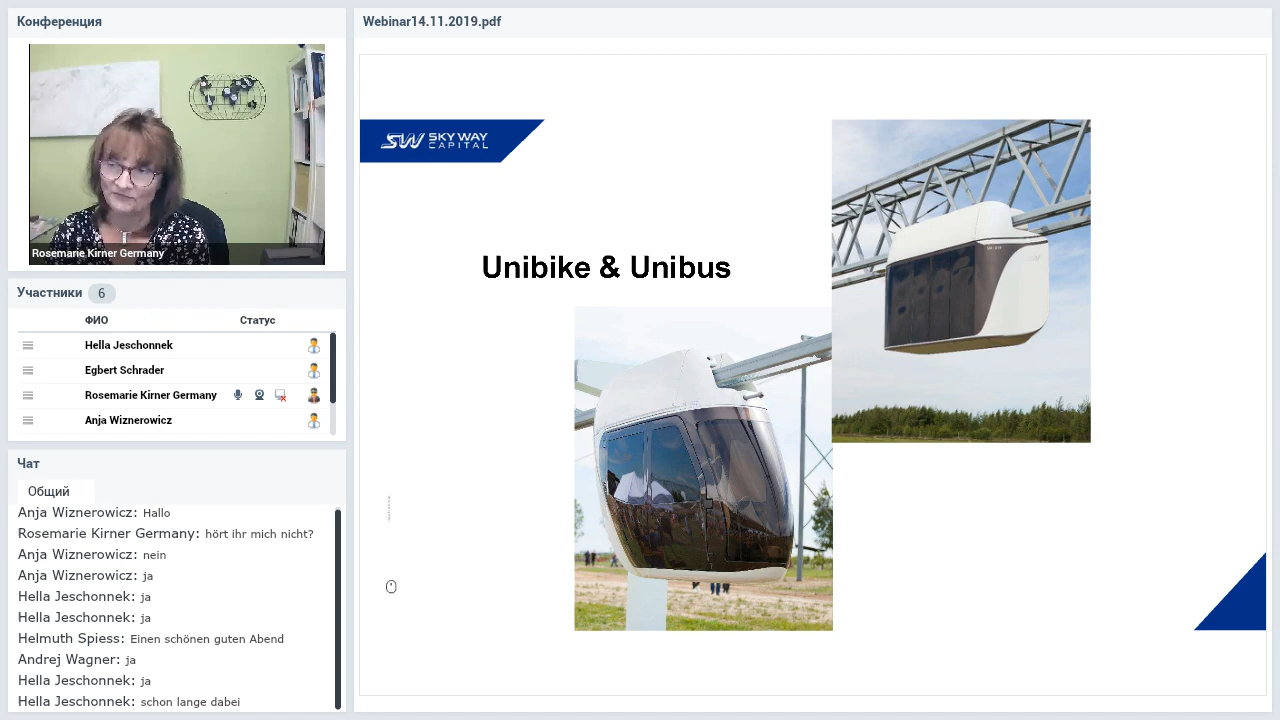 Конференция
Rosemarie Kirner Germany
Участники 6
ФИО Статус
Hella Jeschonnek
Egbert Schrader
Rosemarie Kirner Germany
Anja Wiznerowicz
Чат
Общий
Anja Wiznerowicz: Hallo
Rosemarie Kirner Germany: hört ihr mich nicht?
Anja Wiznerowicz: nein
Anja Wiznerowicz: ja
Hella Jeschonnek: ja
Hella Jeschonnek: ja
Helmuth Spiess: Einen schönen guten Abend
Andrej Wagner: ja
Hella Jeschonnek: ja
Hella Jeschonnek: schon lange dabei
Webinar14.11.2019.pdf
SW SKYWAY
CAPITAL
Unibike & Unibus